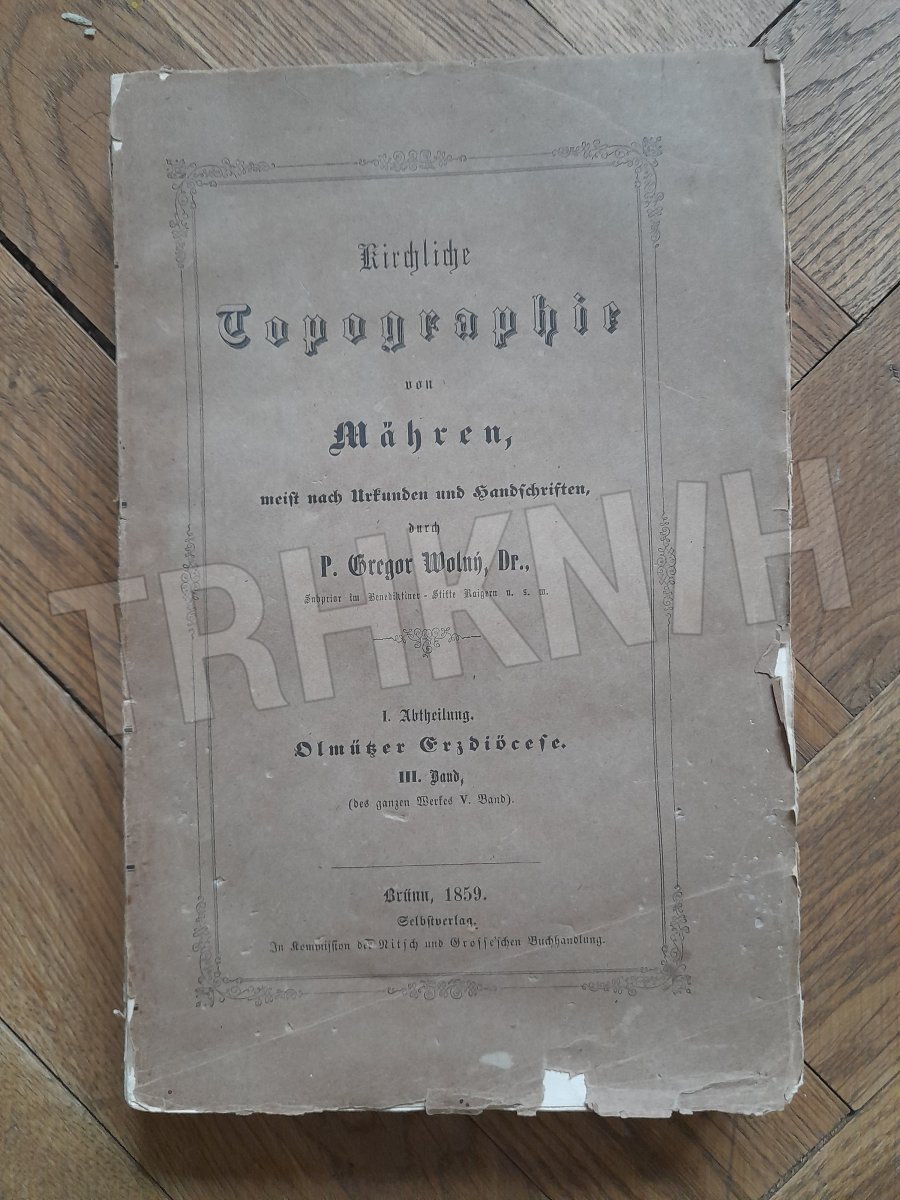 Kirchliche
Topographie
von
Mähren,
meist nach Urkunden und Handschriften,
durch
P. Gregor Wolný, Dr.,
Subprior im Benediktiner-Stifte Raigern u. s. w.
I. Abtheilung.
Olmützer Erzdiöcese.
III. Band,
(des ganzen Werkes V. Band).
Brünn, 1859.
Selbstverlag.
In Kommission der Nitsch und Grosse'schen Buchhandlung.
TRHKNIH